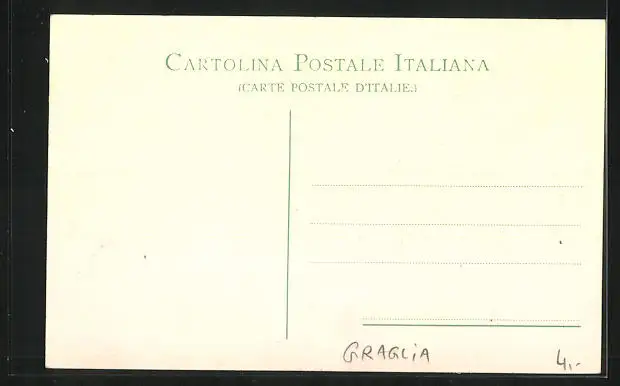 CARTOLINA POSTALE ITALIANA
(CARTE POSTALE D'ITALIE.)
GRAGLIA 4,-